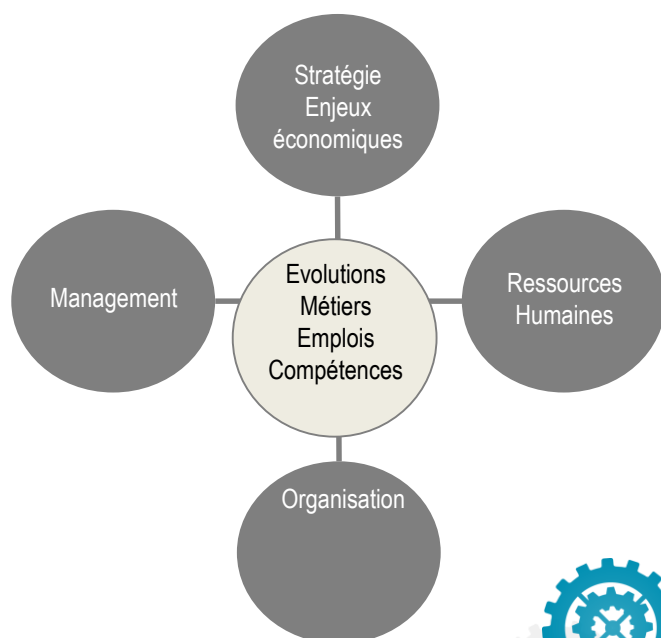 Stratégie
Enjeux
économiques
Management
Evolutions
Métiers
Emplois
Compétences
Ressources
Humaines
Organisation